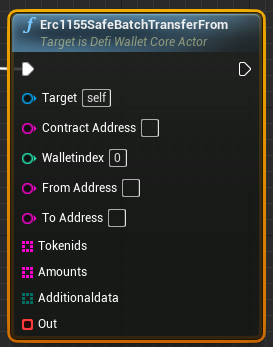 f Erc1155SafeBatchTransferFrom
Target is Defi Wallet Core Actor
Target self
Contract Address
Walletindex 0
From Address
To Address
Tokenids
Amounts
Additionaldata
Out